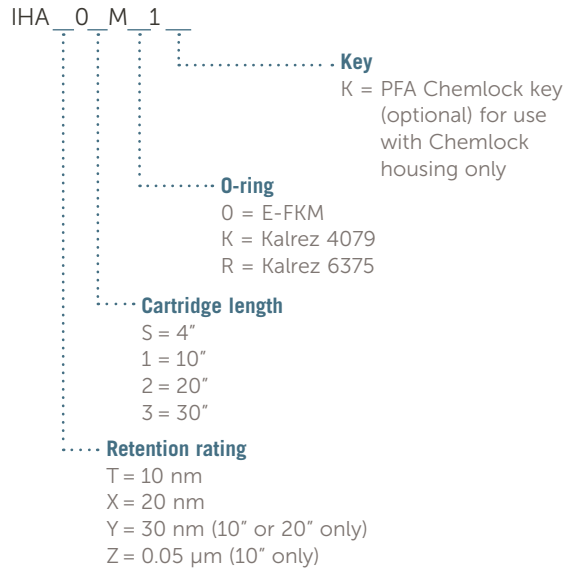 IHA__0__M__1__
Key
K = PFA Chemlock key
(optional) for use
with Chemlock
housing only
O-ring
0 = E-FKM
K = Kalrez 4079
R = Kalrez 6375
Cartridge length
S = 4”
1 = 10”
2 = 20”
3 = 30”
Retention rating
T = 10 nm
X = 20 nm
Y = 30 nm (10” or 20” only)
Z = 0.05 µm (10” only)